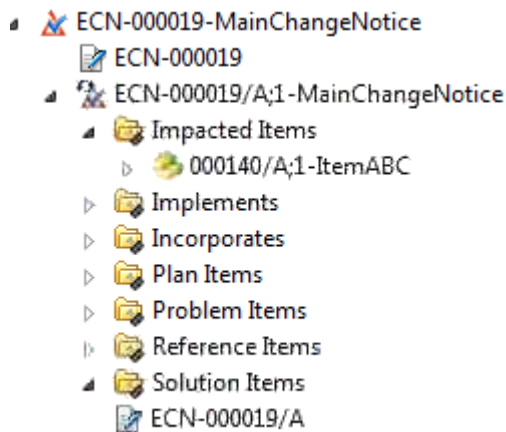 ECN-000019-MainChangeNotice
ECN-000019
ECN-000019/A;1-MainChangeNotice
Impacted Items
000140/A;1-ItemABC
Implements
Incorporates
Plan Items
Problem Items
Reference Items
Solution Items
ECN-000019/A